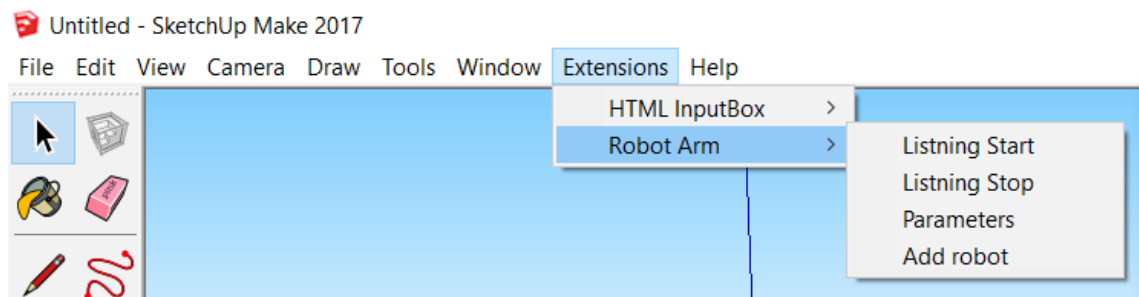 Untitled - SketchUp Make 2017
File Edit View Camera Draw Tools Window Extensions Help
HTML InputBox
Robot Arm
Listning Start
Listning Stop
Parameters
Add robot